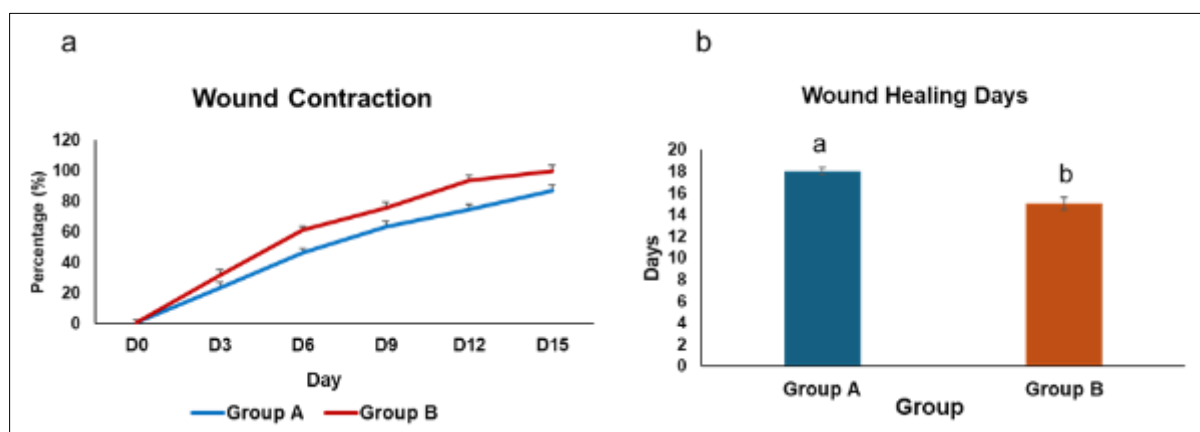 a
Wound Contraction
Percentage (%)
120
100
80
60
40
20
0
D0 D3 D6 D9 D12 D15
Day
Group A Group B
b
Wound Healing Days
Days
20
18
16
14
12
10
8
6
4
2
0
a
b
Group A Group B
Group